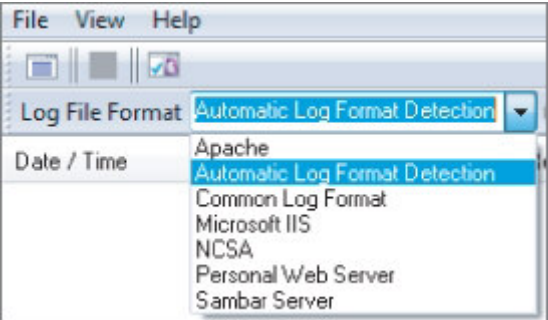 File View Help
Log File Format Automatic Log Format Detection
Date / Time
Apache
Automatic Log Format Detection
Common Log Format
Microsoft IIS
NCSA
Personal Web Server
Sambar Server